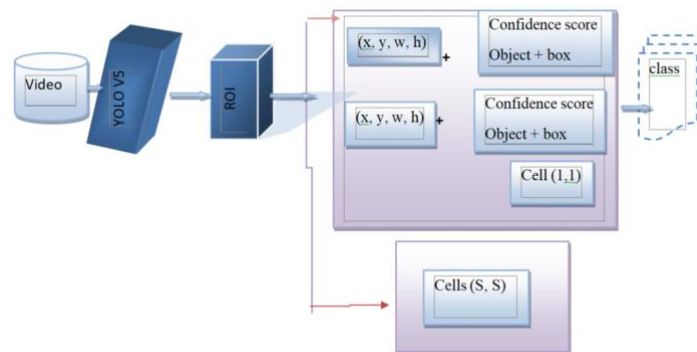 Video
YOLO V5
ROI
(x, y, w, h)
+
Confidence score
Object + box
(x, y, w, h)
+
Confidence score
Object + box
Cell (1,1)
class
Cells (S, S)